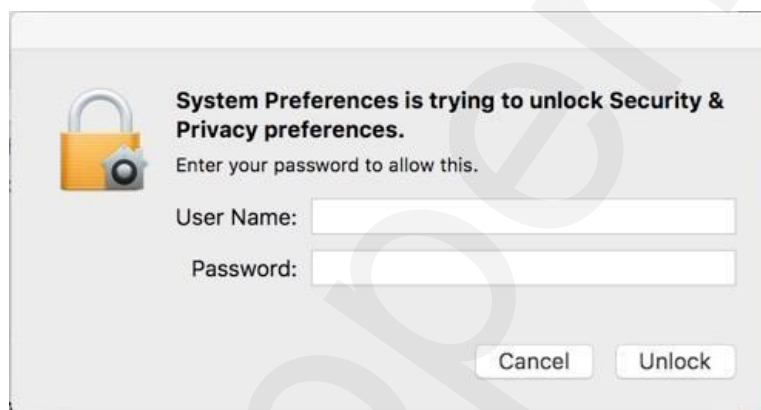 System Preferences is trying to unlock Security &
Privacy preferences.
Enter your password to allow this.
User Name:
Password:
Cancel Unlock